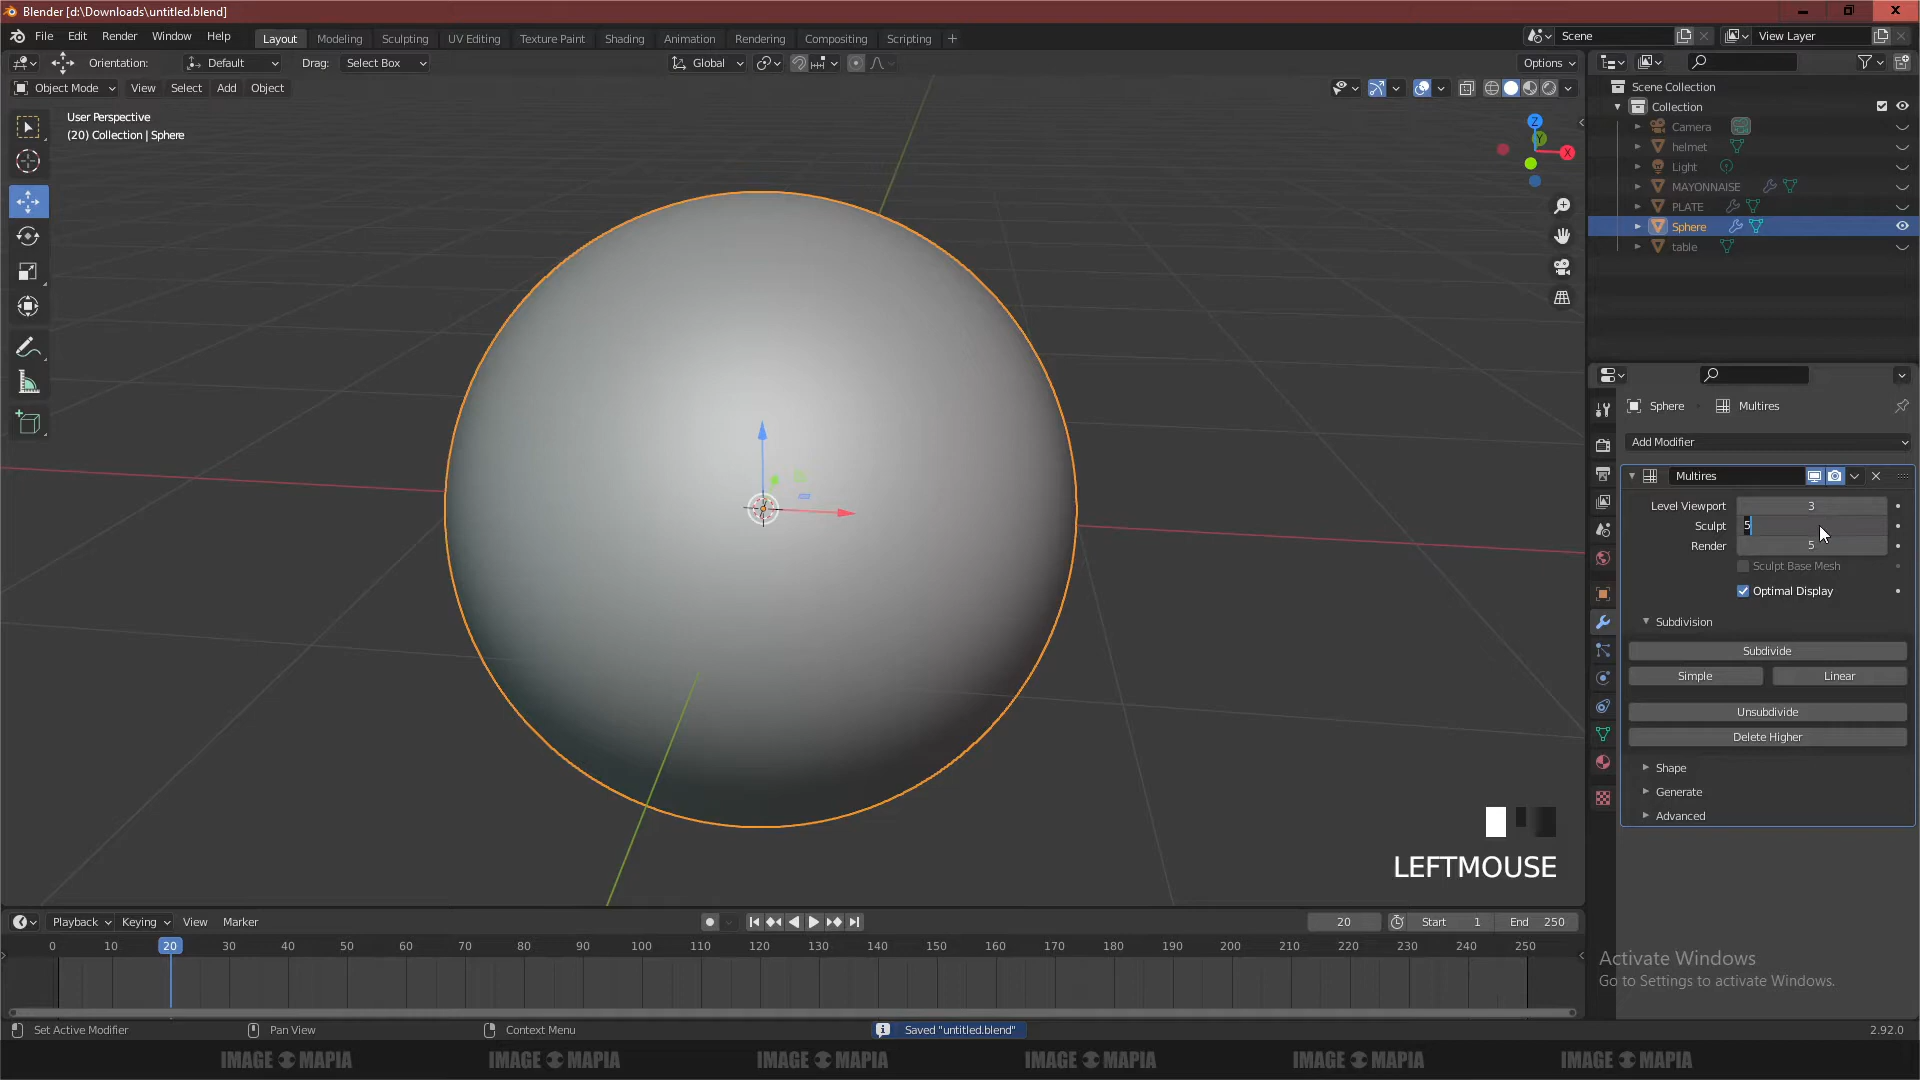 Blender [d:\Downloads\untitled.blend]
File Edit Render Window Help Layout Modeling Sculpting UV Editing Texture Paint Shading Animation Rendering Compositing Scripting + Scene View Layer
Orientation: Default Drag: Select Box Global Options
Object Mode View Select Add Object
User Perspective
(20) Collection | Sphere
Z
Y
X
Scene Collection
Collection
Camera
helmet
Light
MAYONNAISE
PLATE
Sphere
table
Sphere Multires
Add Modifier
Multires
Level Viewport 3
Sculpt 5
Render 5
Sculpt Base Mesh
Optimal Display
Subdivision
Subdivide
Simple Linear
Unsubdivide
Delete Higher
Shape
Generate
Advanced
LEFTMOUSE
Playback Keying View Marker 20 Start 1 End 250
0 10 20 30 40 50 60 70 80 90 100 110 120 130 140 150 160 170 180 190 200 210 220 230 240 250
Activate Windows
Go to Settings to activate Windows.
Set Active Modifier Pan View Context Menu Saved "untitled.blend" 2.92.0
IMAGE MAPIA IMAGE MAPIA IMAGE MAPIA IMAGE MAPIA IMAGE MAPIA IMAGE MAPIA